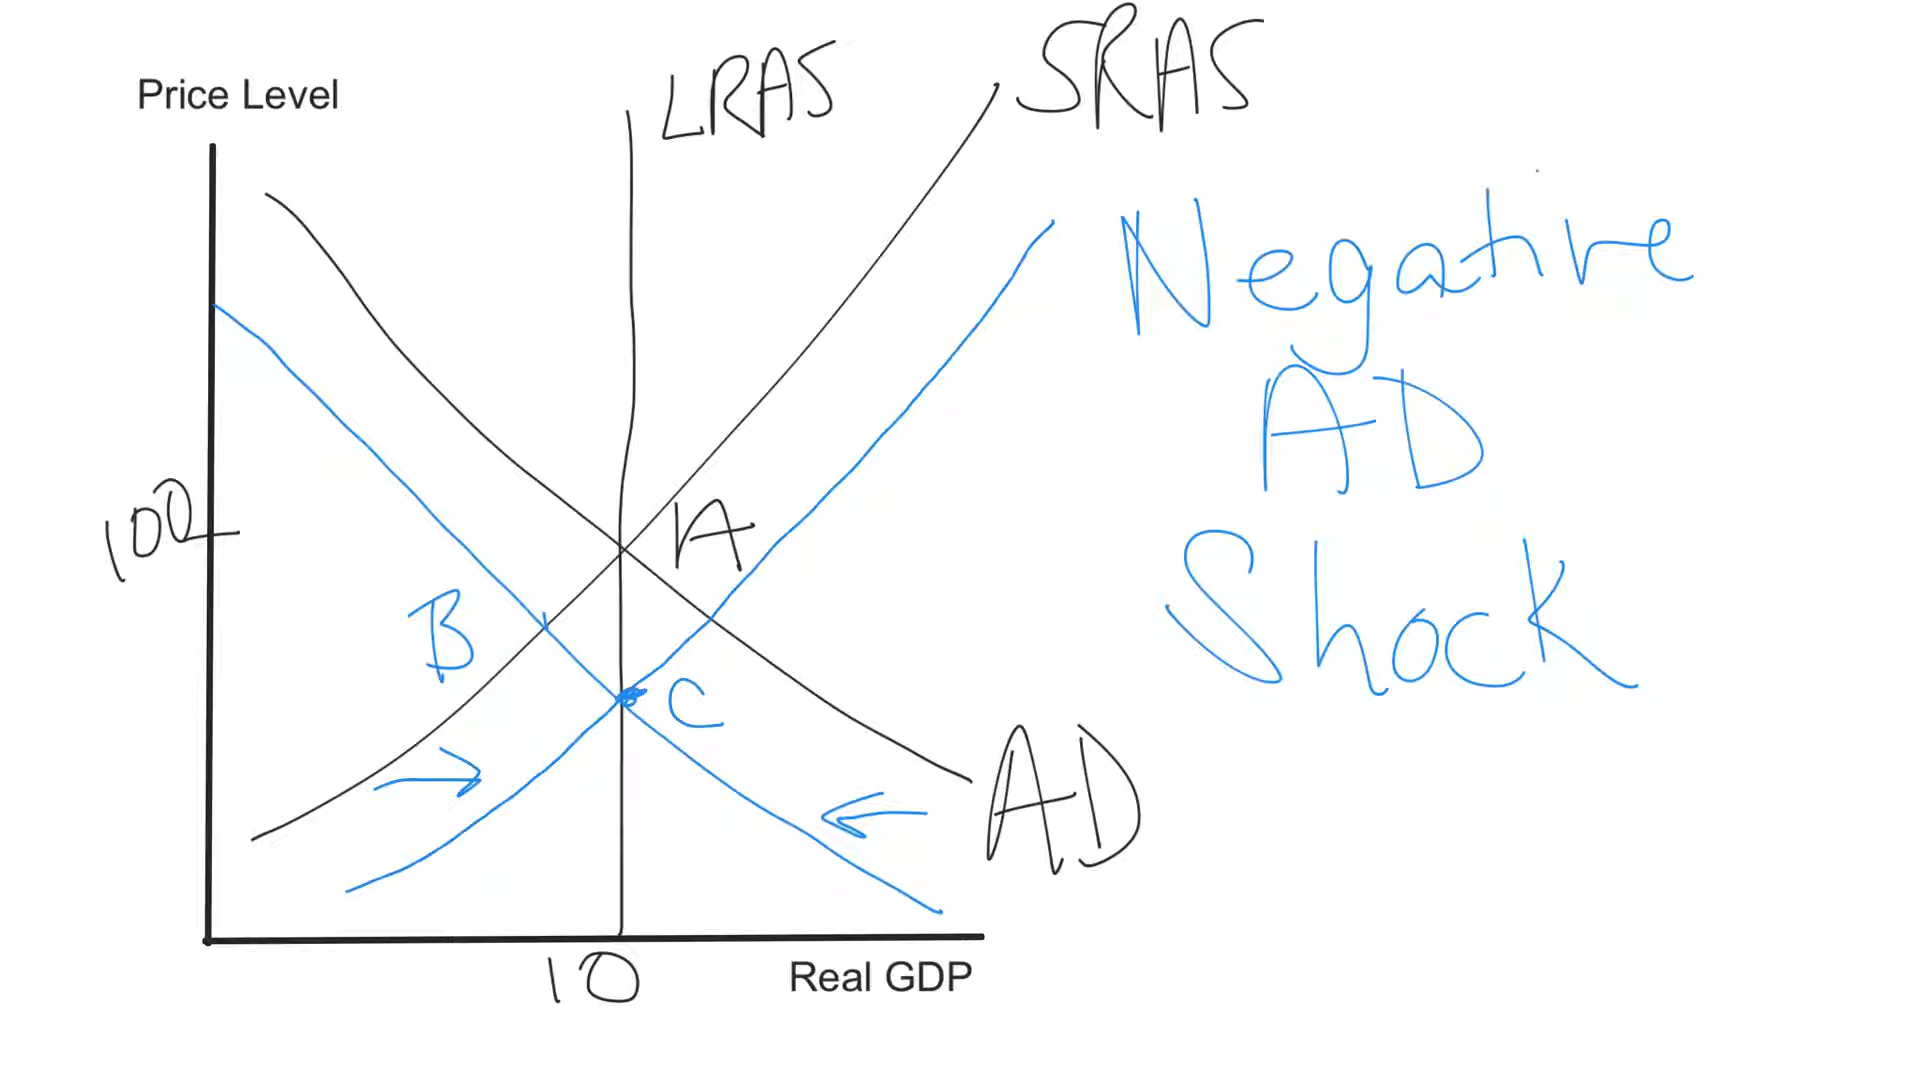 Price Level
LRAS
SRAS
Negative
AD
Shock
100
A
B
C
AD
10
Real GDP